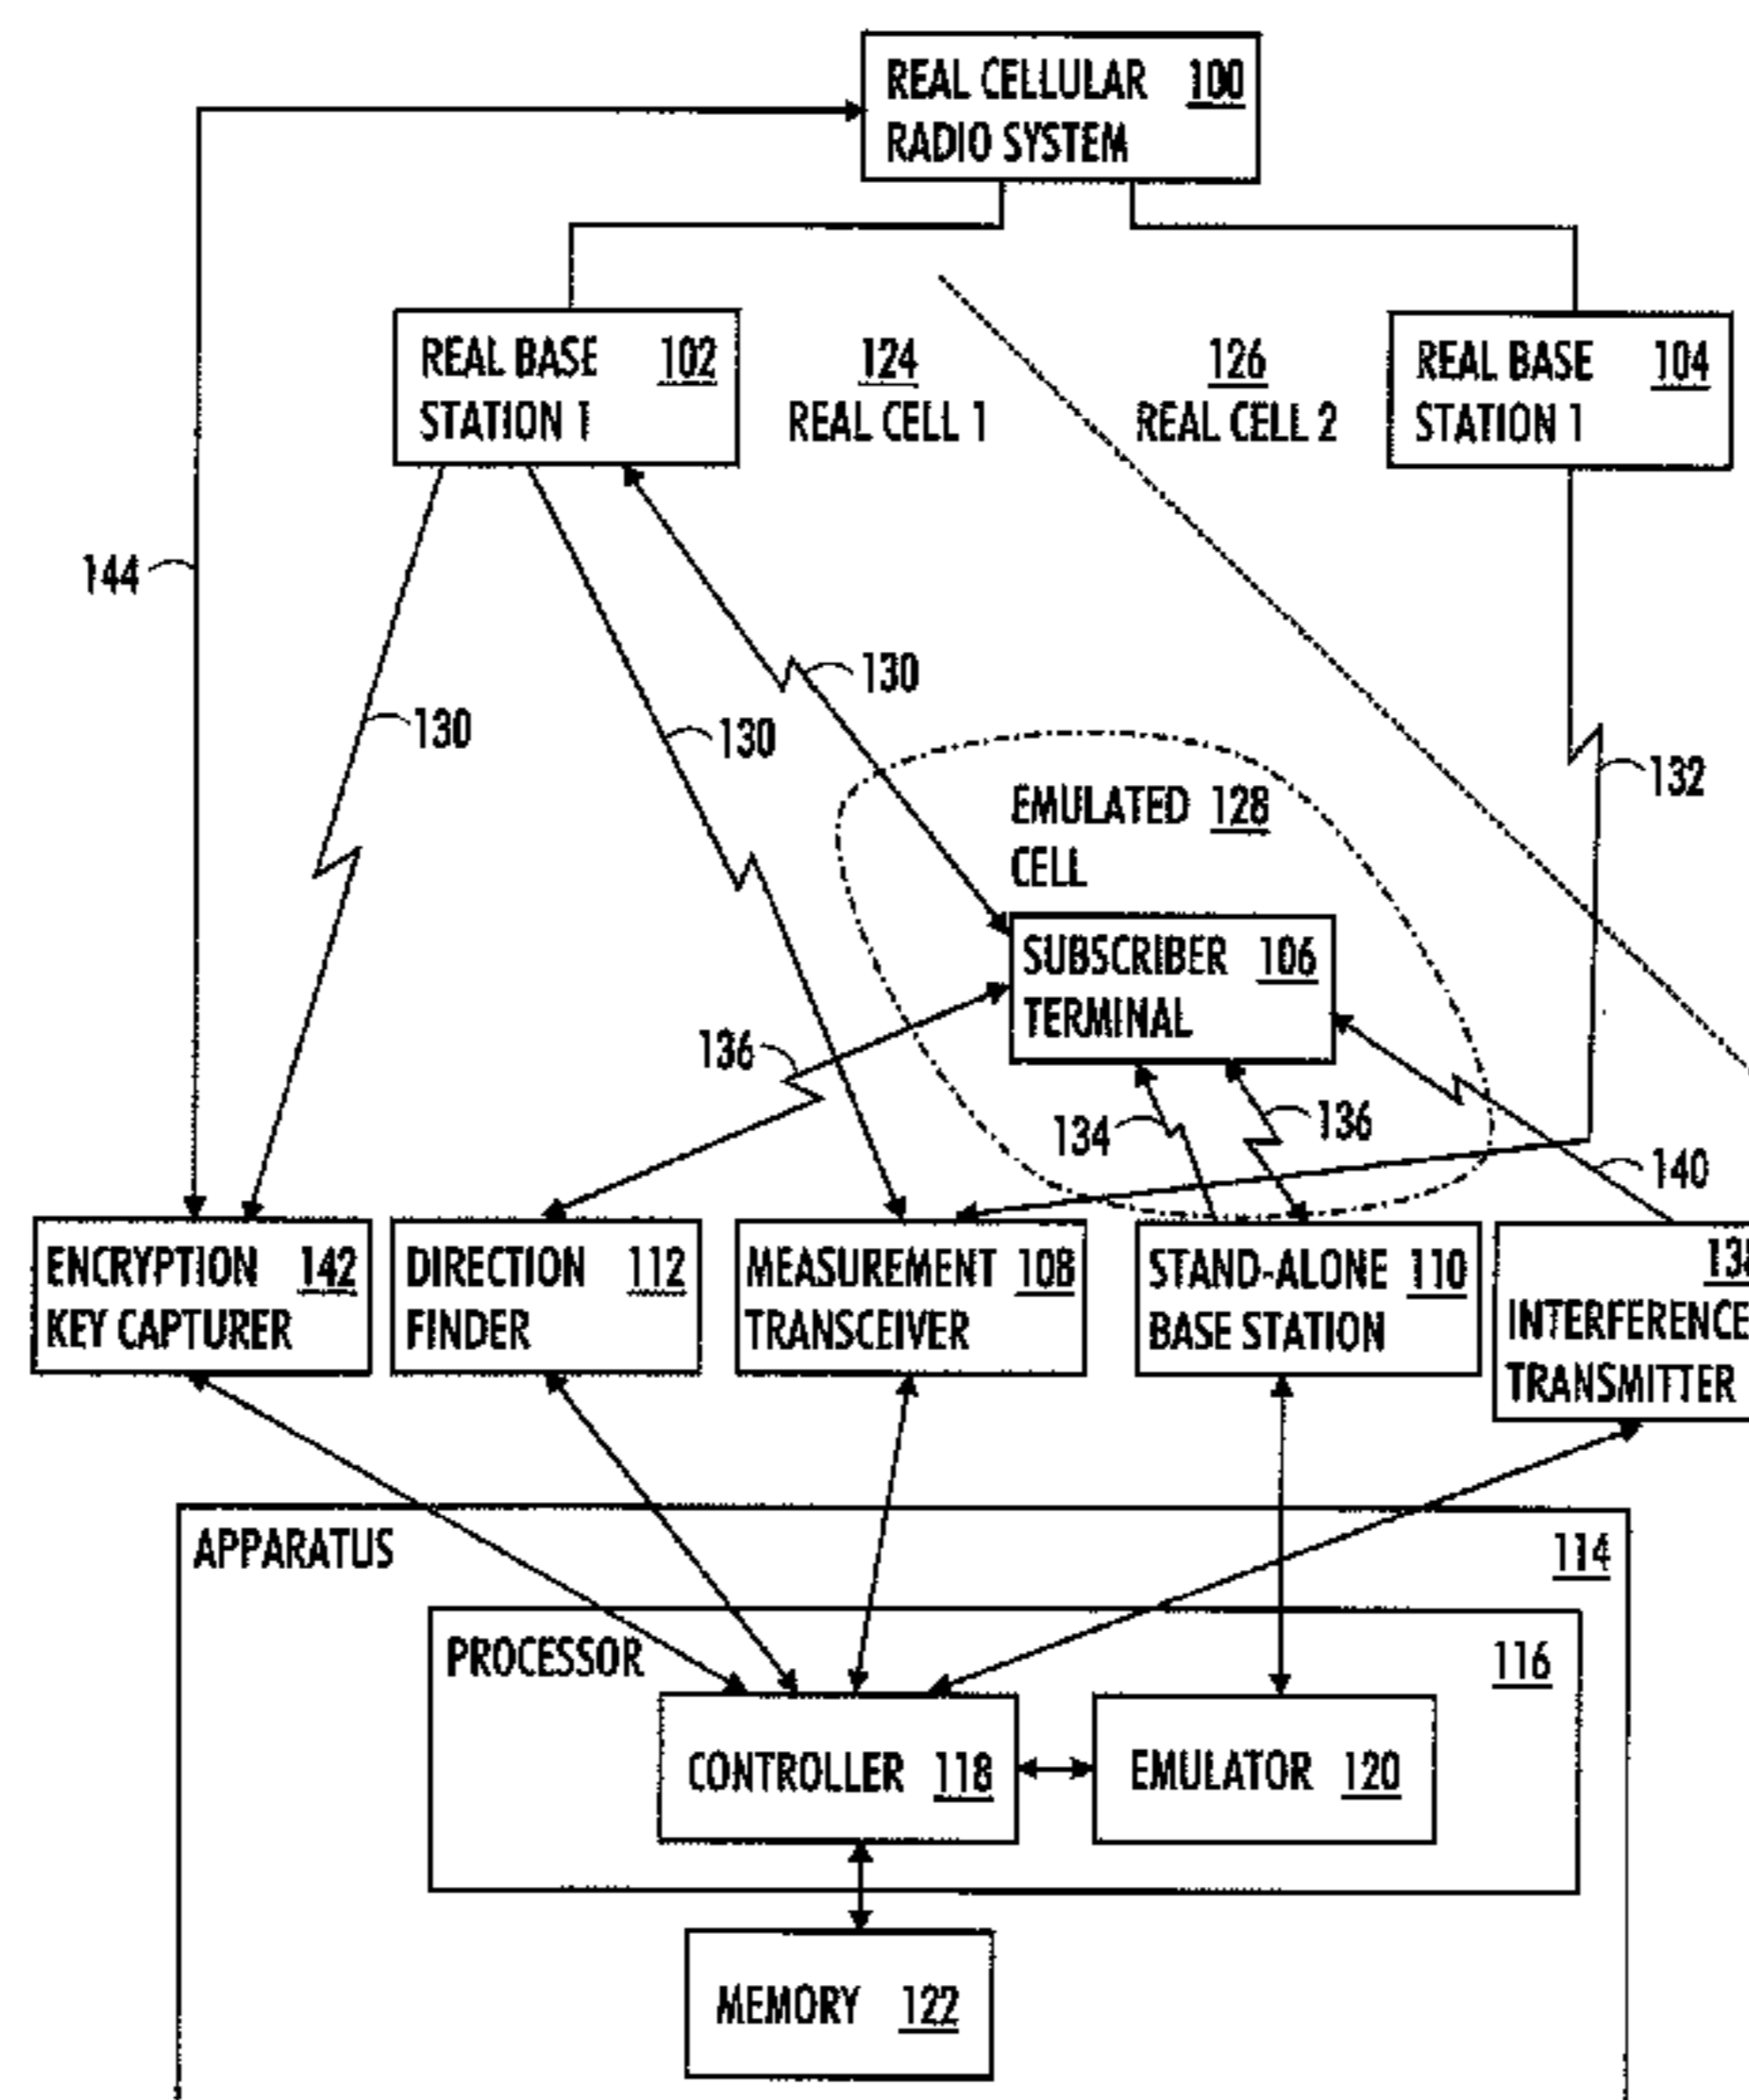 REAL CELLULAR 100
RADIO SYSTEM
REAL BASE 102
STATION 1
124
REAL CELL 1
126
REAL CELL 2
REAL BASE 104
STATION 1
144
130
130
130
132
EMULATED 128
CELL
SUBSCRIBER 106
TERMINAL
136
134
136
140
ENCRYPTION 142
KEY CAPTURER
DIRECTION 112
FINDER
MEASUREMENT 108
TRANSCEIVER
STAND-ALONE 110
BASE STATION
INTERFERENCE
TRANSMITTER
APPARATUS 114
PROCESSOR 116
CONTROLLER 118
EMULATOR 120
MEMORY 122